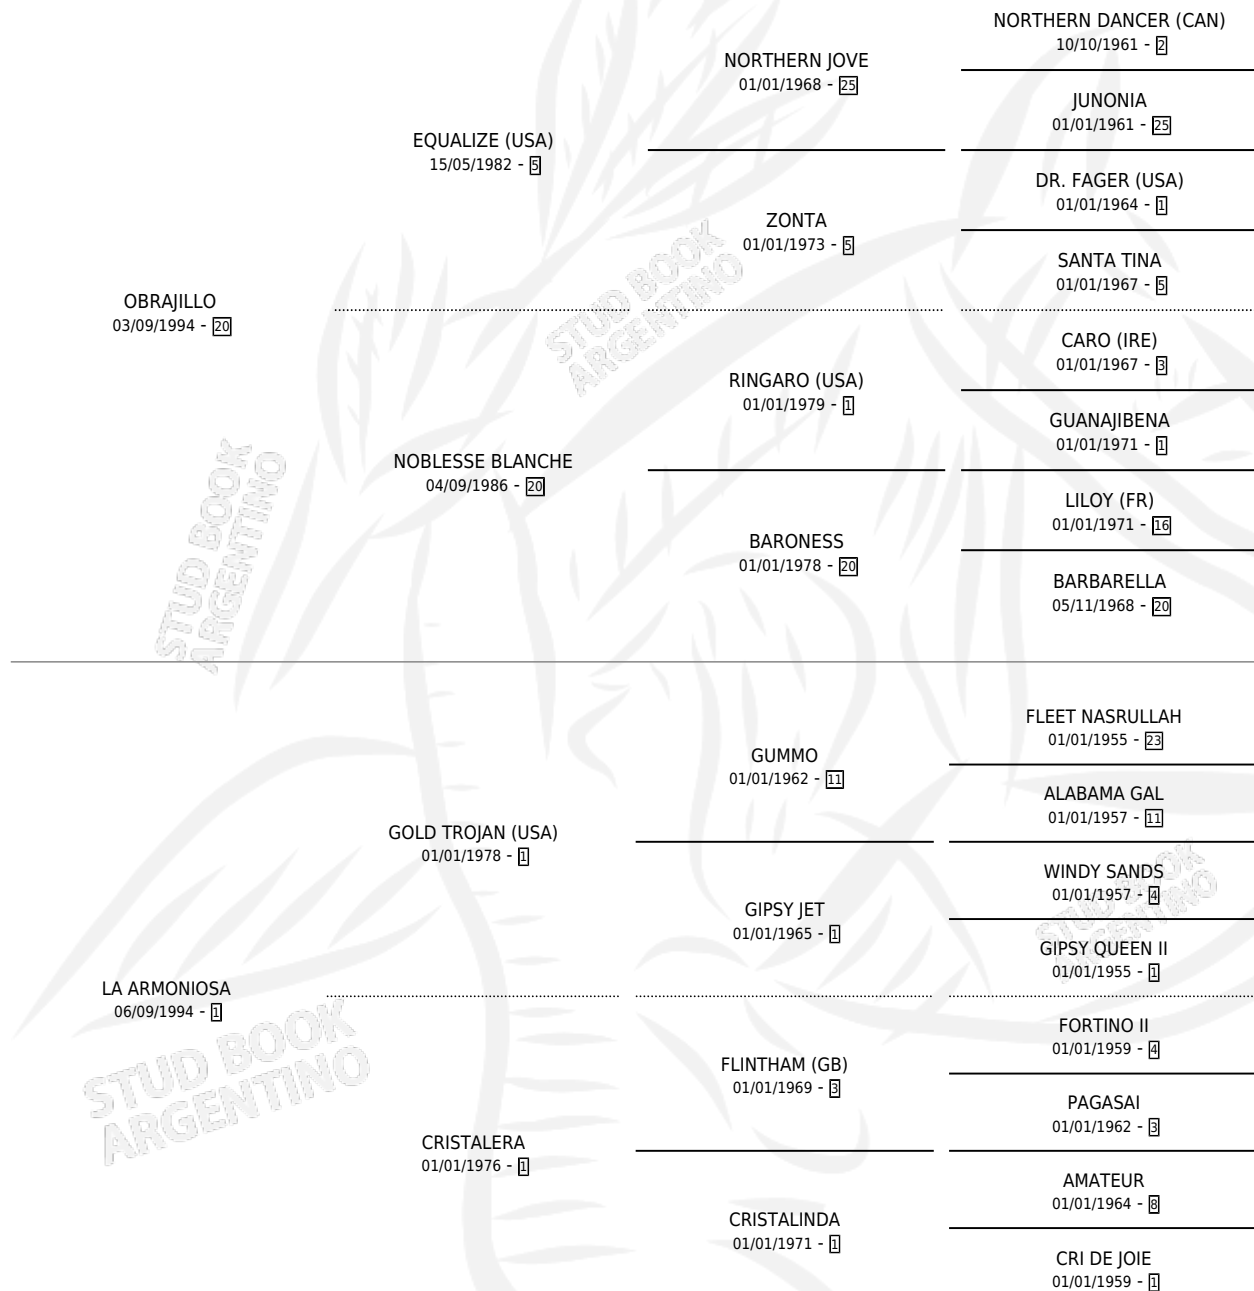 NORTHERN DANCER (CAN)
10/10/1961 - 2
NORTHERN JOVE
01/01/1968 - 25
JUNONIA
01/01/1961 - 25
EQUALIZE (USA)
15/05/1982 - 5
DR. FAGER (USA)
01/01/1964 - 1
ZONTA
01/01/1973 - 5
SANTA TINA
01/01/1967 - 5
STUD BOOK
ARGENTINO
OBRAJILLO
03/09/1994 - 20
CARO (IRE)
01/01/1967 - 3
RINGARO (USA)
01/01/1979 - 1
GUANAJIBENA
01/01/1971 - 1
NOBLESSE BLANCHE
04/09/1986 - 20
LILOY (FR)
01/01/1971 - 16
BARONESS
01/01/1978 - 20
BARBARELLA
05/11/1968 - 20
STUD BOOK
ARGENTINO
FLEET NASRULLAH
01/01/1955 - 23
GUMMO
01/01/1962 - 11
ALABAMA GAL
01/01/1957 - 11
GOLD TROJAN (USA)
01/01/1978 - 1
WINDY SANDS
01/01/1957 - 4
GIPSY JET
01/01/1965 - 1
GIPSY QUEEN II
01/01/1955 - 1
STUD BOOK
ARGENTINO
LA ARMONIOSA
06/09/1994 - 1
FORTINO II
01/01/1959 - 4
FLINTHAM (GB)
01/01/1969 - 3
PAGASAI
01/01/1962 - 3
STUD BOOK
ARGENTINO
CRISTALERA
01/01/1976 - 1
AMATEUR
01/01/1964 - 8
CRISTALINDA
01/01/1971 - 1
CRI DE JOIE
01/01/1959 - 1